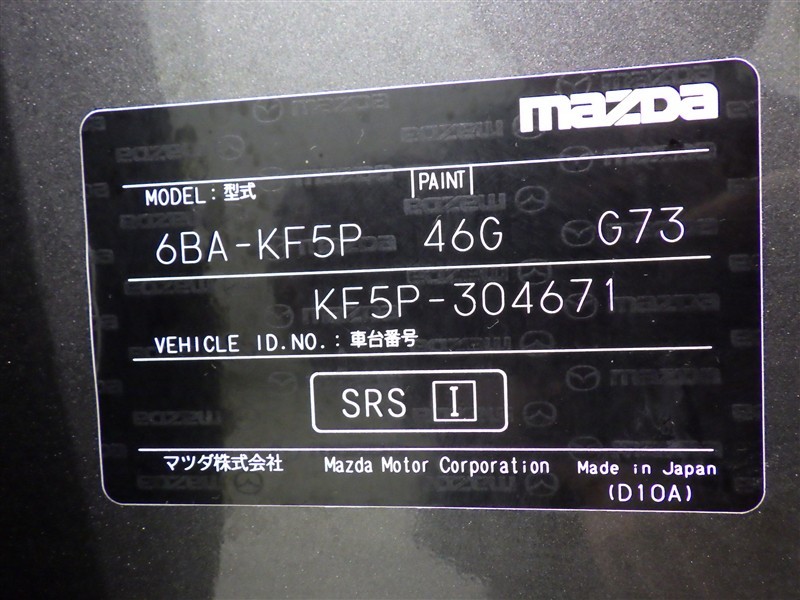 mazda
MODEL: 型式 PAINT
6BA-KF5P 46G G73
KF5P-304671
VEHICLE ID.NO.: 車台番号
SRS I
マツダ株式会社 Mazda Motor Corporation Made in Japan
(D10A)